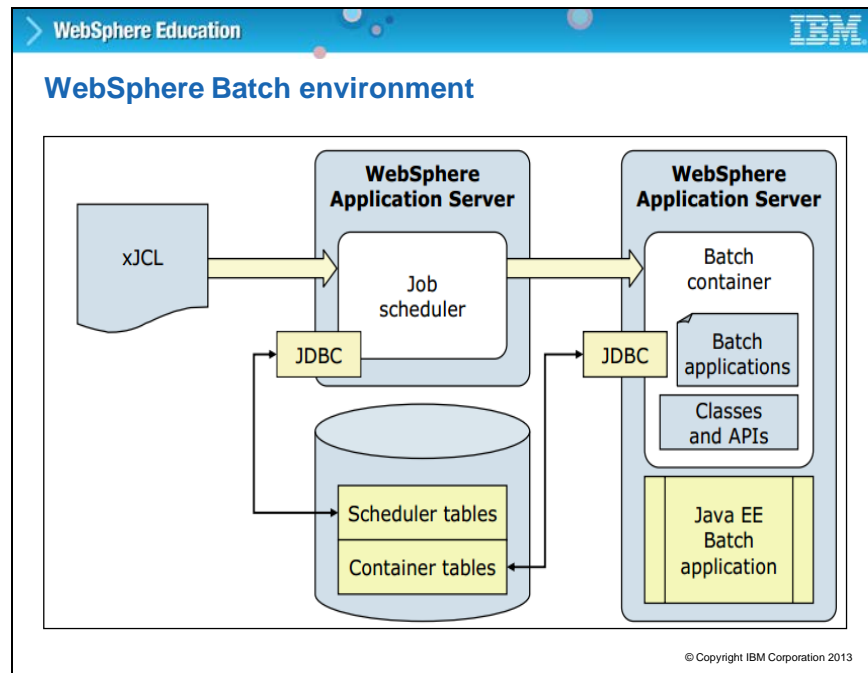 WebSphere Education
IBM
WebSphere Batch environment
WebSphere
Application Server
WebSphere
Application Server
xJCL
Job
scheduler
Batch
container
JDBC
JDBC
Batch
applications
Classes
and APIs
Scheduler tables
Container tables
Java EE
Batch
application
© Copyright IBM Corporation 2013